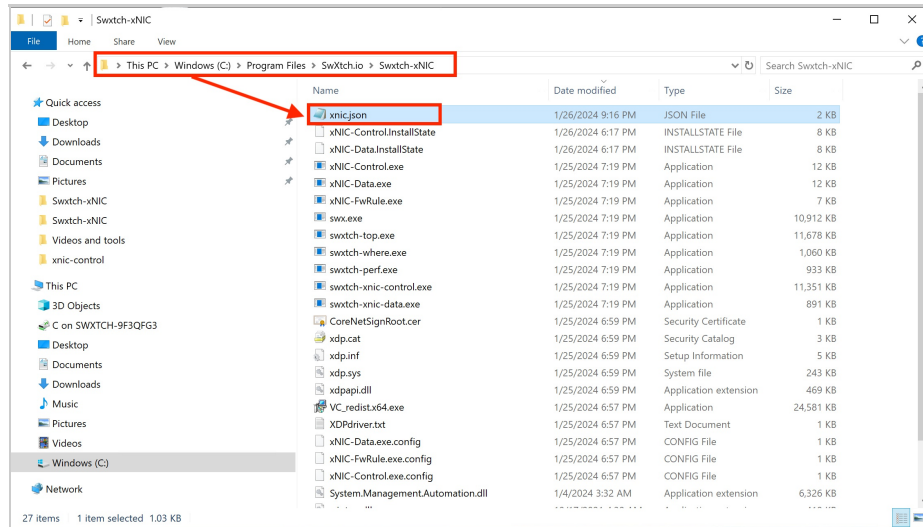 Swxtch-xNIC
File Home Share View
This PC > Windows (C:) > Program Files > SwXtch.io > Swxtch-xNIC
Search Swxtch-xNIC
Name Date modified Type Size
Quick access
Desktop
Downloads
Documents
Pictures
Swxtch-xNIC
Swxtch-xNIC
Videos and tools
xnic-control
This PC
3D Objects
C on SWXTCH-9F3QFG3
Desktop
Documents
Downloads
Music
Pictures
Videos
Windows (C:)
Network
xnic.json 1/26/2024 9:16 PM JSON File 2 KB
xNIC-Control.InstallState 1/26/2024 6:17 PM INSTALLSTATE File 8 KB
xNIC-Data.InstallState 1/26/2024 6:17 PM INSTALLSTATE File 8 KB
xNIC-Control.exe 1/25/2024 7:19 PM Application 12 KB
xNIC-Data.exe 1/25/2024 7:19 PM Application 12 KB
xNIC-FwRule.exe 1/25/2024 7:19 PM Application 7 KB
swx.exe 1/25/2024 7:19 PM Application 10,912 KB
swxtch-top.exe 1/25/2024 7:19 PM Application 11,678 KB
swxtch-where.exe 1/25/2024 7:19 PM Application 1,060 KB
swxtch-perf.exe 1/25/2024 7:19 PM Application 933 KB
swxtch-xnic-control.exe 1/25/2024 7:19 PM Application 11,351 KB
swxtch-xnic-data.exe 1/25/2024 7:19 PM Application 891 KB
CoreNetSignRoot.cer 1/25/2024 6:59 PM Security Certificate 1 KB
xdp.cat 1/25/2024 6:59 PM Security Catalog 3 KB
xdp.inf 1/25/2024 6:59 PM Setup Information 5 KB
xdp.sys 1/25/2024 6:59 PM System file 243 KB
xdpapi.dll 1/25/2024 6:59 PM Application extension 469 KB
VC_redist.x64.exe 1/25/2024 6:57 PM Application 24,581 KB
XDPdriver.txt 1/25/2024 6:57 PM Text Document 1 KB
xNIC-Data.exe.config 1/25/2024 6:57 PM CONFIG File 1 KB
xNIC-FwRule.exe.config 1/25/2024 6:57 PM CONFIG File 1 KB
xNIC-Control.exe.config 1/25/2024 6:57 PM CONFIG File 1 KB
System.Management.Automation.dll 1/4/2024 3:32 AM Application extension 6,326 KB
27 items 1 item selected 1.03 KB